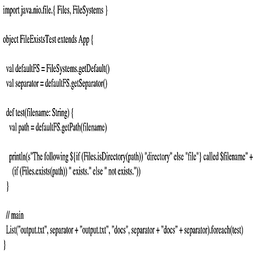 import java.nio.file.{ Files, FileSystems }
object FileExistsTest extends App {
val defaultFS = FileSystems.getDefault()
val separator = defaultFS.getSeparator()
def test(filename: String) {
val path = defaultFS.getPath(filename)
println(s"The following ${if (Files.isDirectory(path)) "directory" else "file"} called $filename" +
(if (Files.exists(path)) " exists." else " not exists."))
}
// main
List("output.txt", separator + "output.txt", "docs", separator + "docs" + separator).foreach(test)
}